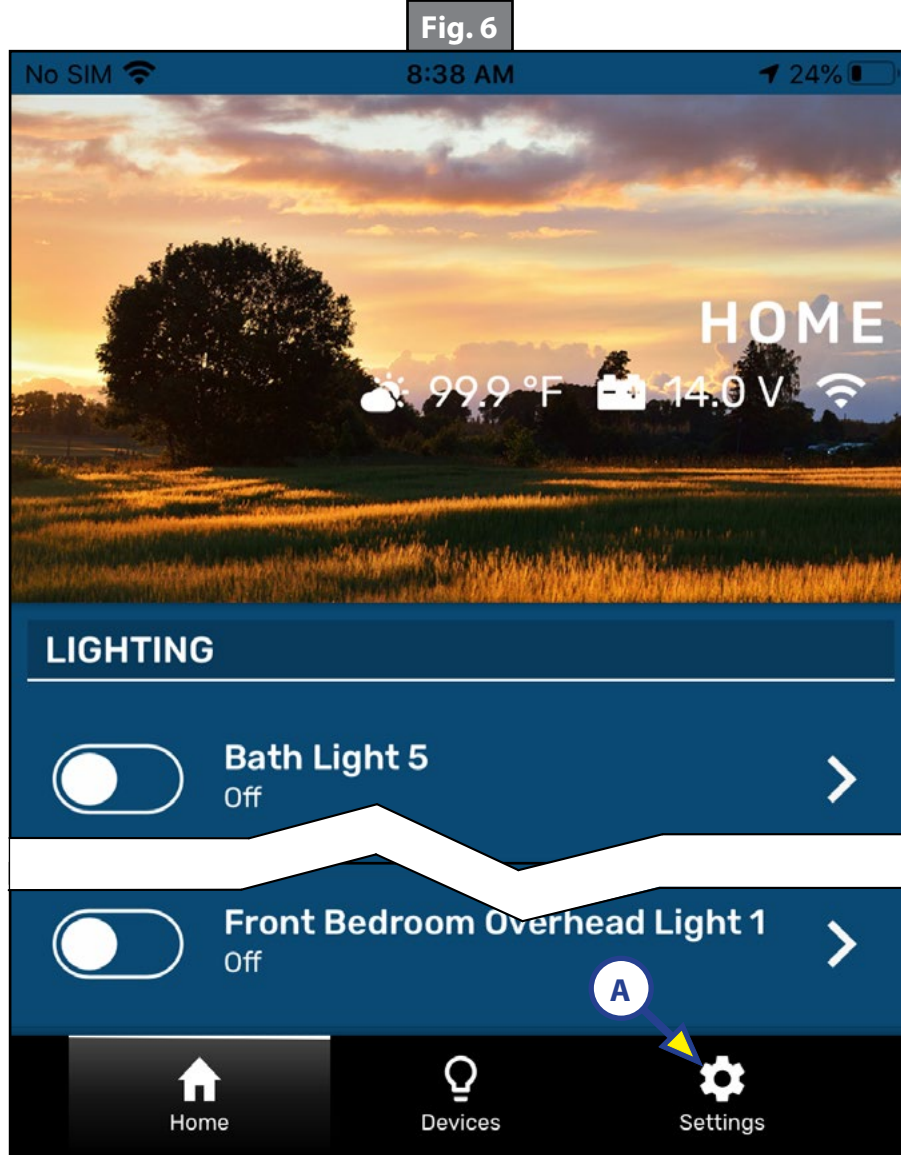 Fig. 6
No SIM 8:38 AM 24%
HOME
99.9 °F 14.0 V
LIGHTING
Bath Light 5
Off
Front Bedroom Overhead Light 1
Off
A
Home Devices Settings